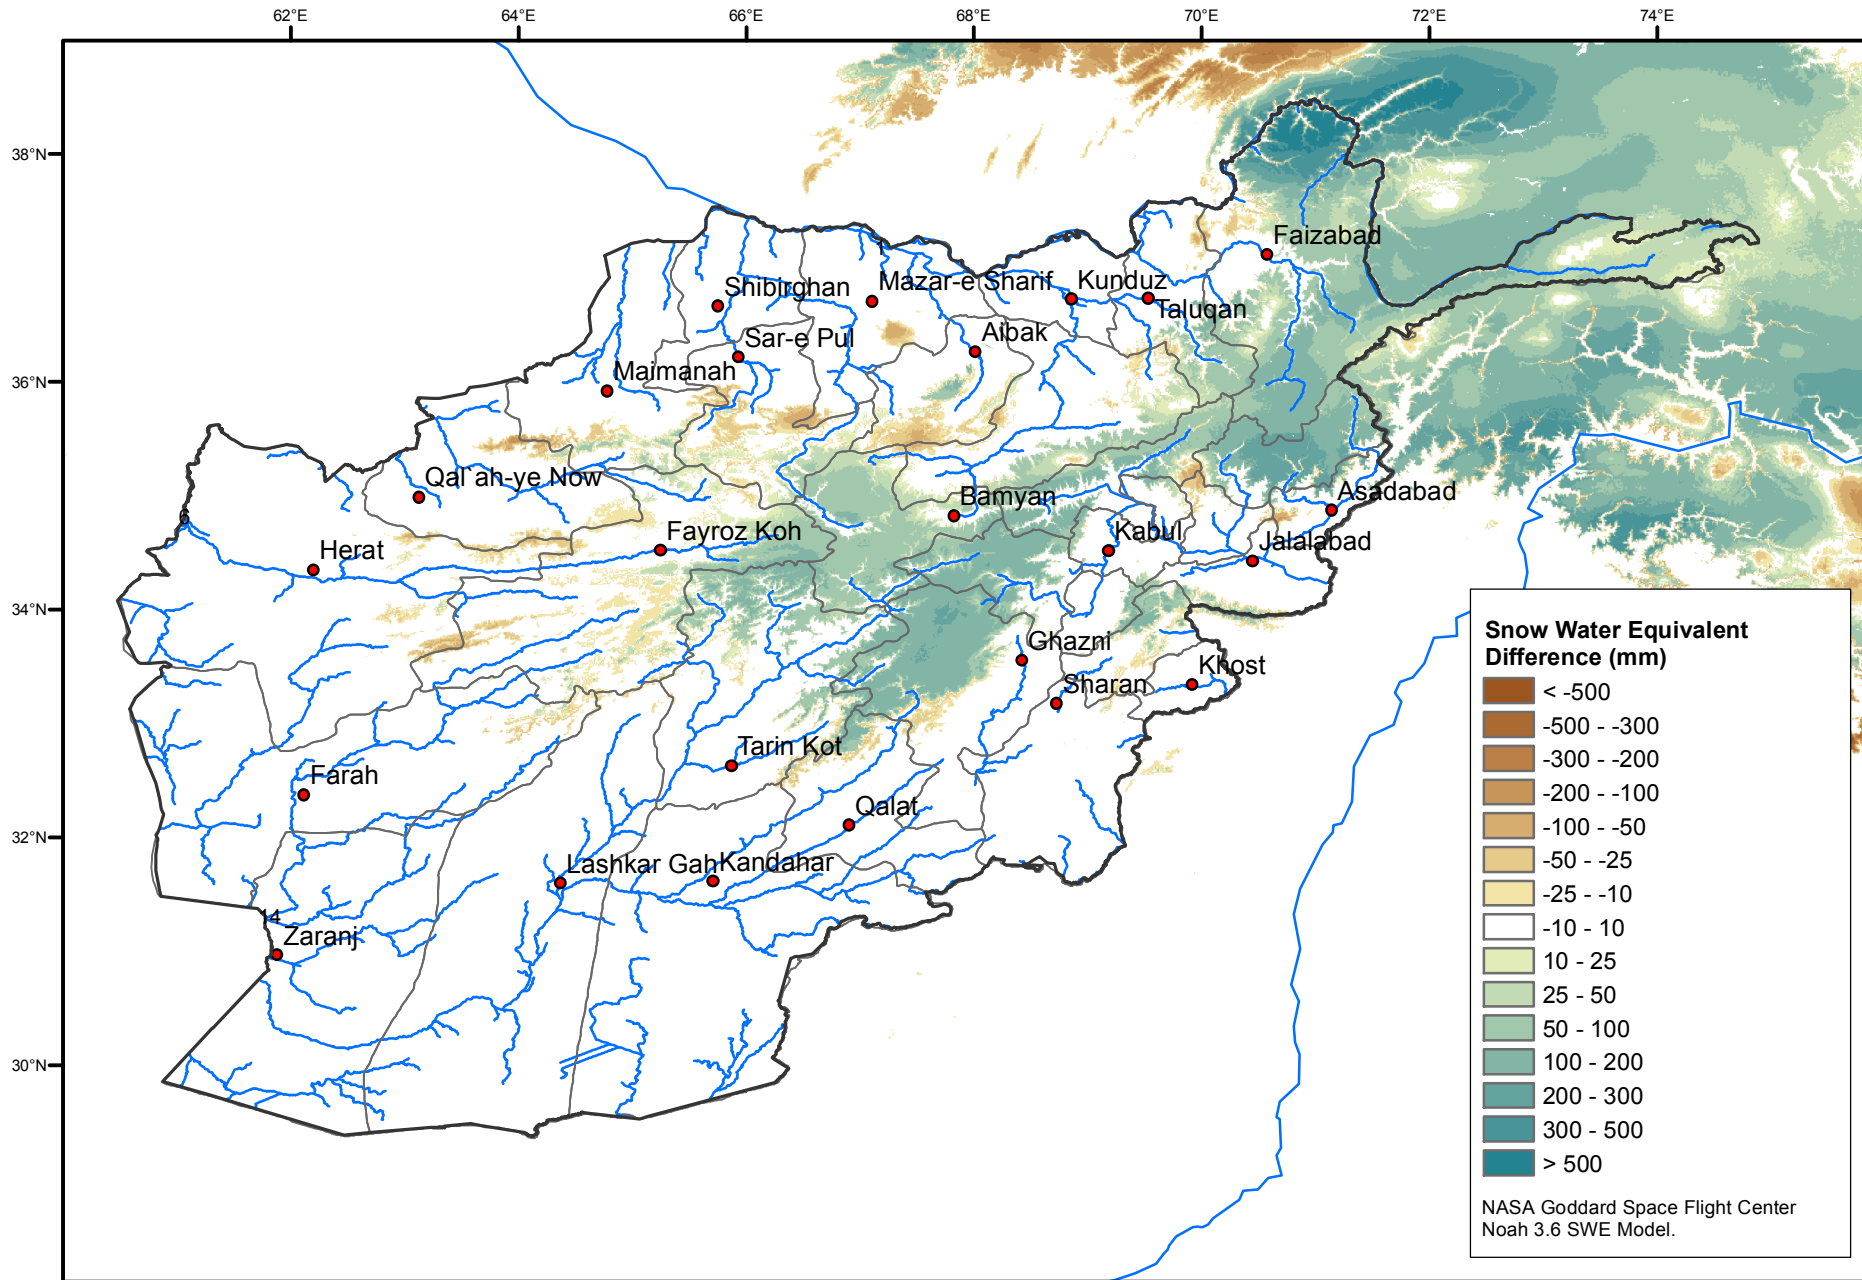 62°E 64°E 66°E 68°E 70°E 72°E 74°E
38°N
36°N
34°N
32°N
30°N
Faizabad
Shibirghan
Mazar-e Sharif
Kunduz
Taluqan
Sar-e Pul
Aibak
Maimanah
Qal`ah-ye Now
Bamyan
Asadabad
6
Fayroz Koh
Kabul
Jalalabad
Herat
Ghazni
Khost
Sharan
Tarin Kot
Farah
Qalat
Lashkar Gah
Kandahar
14
Zaranj
Snow Water Equivalent
Difference (mm)
< -500
-500 - -300
-300 - -200
-200 - -100
-100 - -50
-50 - -25
-25 - -10
-10 - 10
10 - 25
25 - 50
50 - 100
100 - 200
200 - 300
300 - 500
> 500
NASA Goddard Space Flight Center
Noah 3.6 SWE Model.